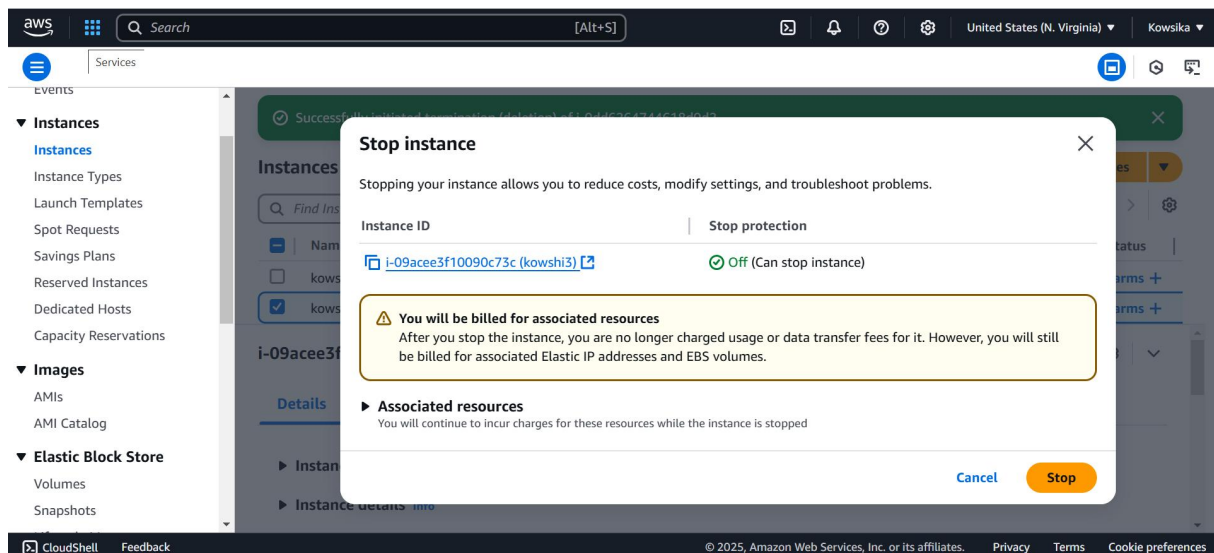 aws
Search [Alt+S]
United States (N. Virginia)
Kowsika
Services
Events
Instances
Instances
Instance Types
Launch Templates
Spot Requests
Savings Plans
Reserved Instances
Dedicated Hosts
Capacity Reservations
Images
AMIs
AMI Catalog
Elastic Block Store
Volumes
Snapshots
Instances
Find Ins
Nam
kows
kows
i-09acee3f
Details
Instan
Instance details Info
es
tatus
arms +
arms +
Stop instance
Stopping your instance allows you to reduce costs, modify settings, and troubleshoot problems.
Instance ID Stop protection
i-09acee3f10090c73c (kowshi3) Off (Can stop instance)
You will be billed for associated resources
After you stop the instance, you are no longer charged usage or data transfer fees for it. However, you will still
be billed for associated Elastic IP addresses and EBS volumes.
Associated resources
You will continue to incur charges for these resources while the instance is stopped
Cancel Stop
CloudShell Feedback © 2025, Amazon Web Services, Inc. or its affiliates. Privacy Terms Cookie preferences